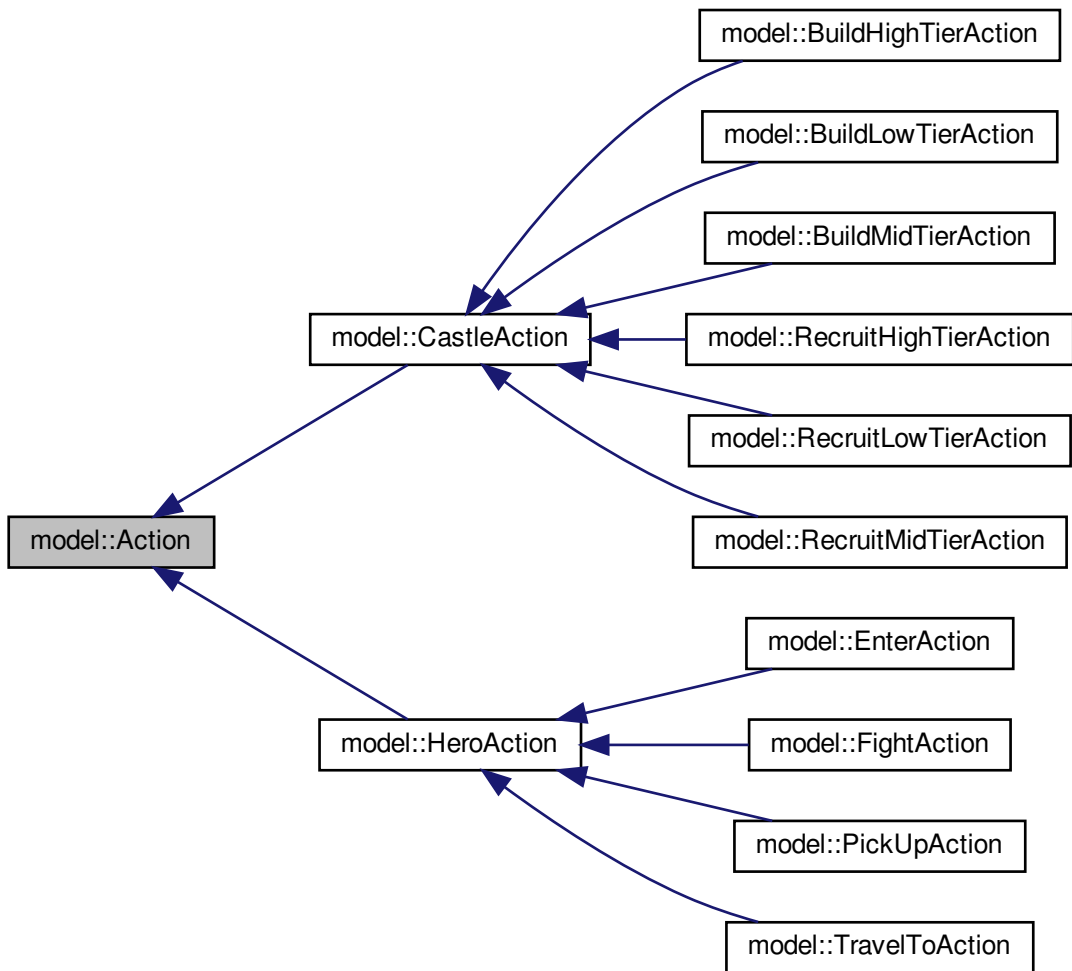 model::BuildHighTierAction
model::BuildLowTierAction
model::BuildMidTierAction
model::CastleAction
model::RecruitHighTierAction
model::RecruitLowTierAction
model::Action
model::RecruitMidTierAction
model::EnterAction
model::HeroAction
model::FightAction
model::PickUpAction
model::TravelToAction